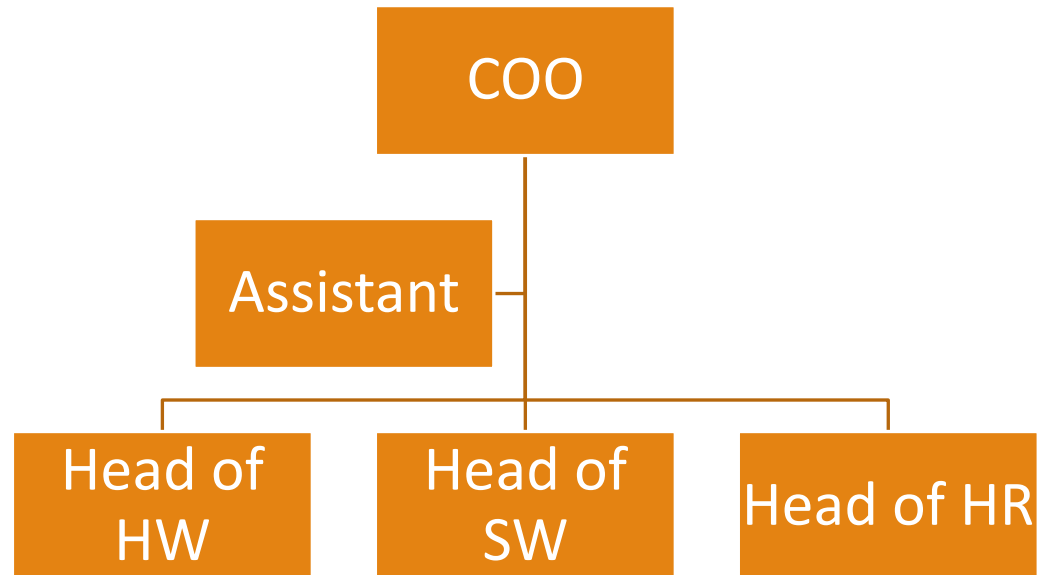 COO
Assistant
Head of
HW
Head of
SW
Head of HR